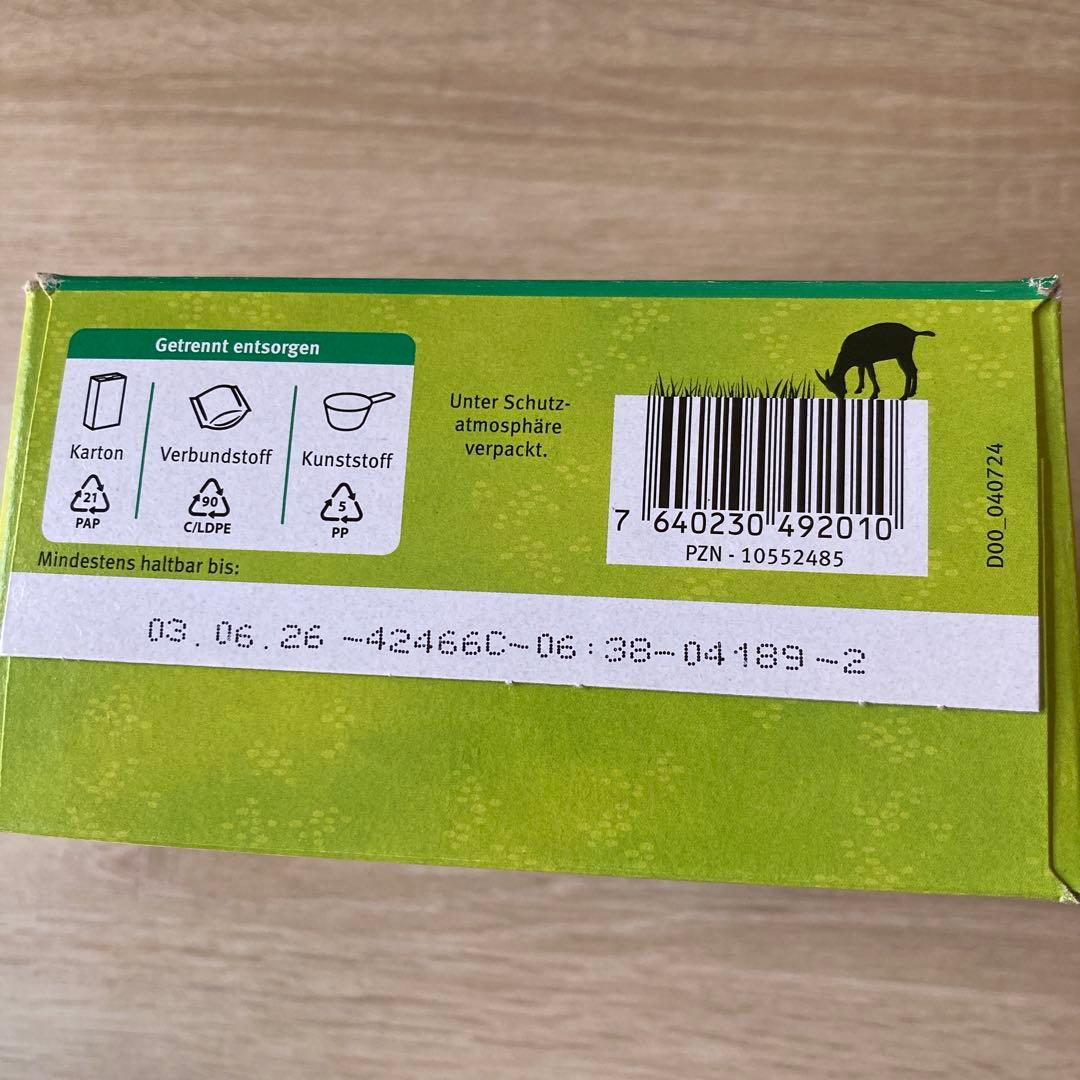 Getrennt entsorgen
Karton
Verbundstoff
Kunststoff
21
PAP
90
C/LDPE
5
PP
Unter Schutz-
atmosphäre
verpackt.
7 640230 492010
PZN - 10552485
D00_040724
Mindestens haltbar bis:
03.06.26 -42466C-06:38-04189-2